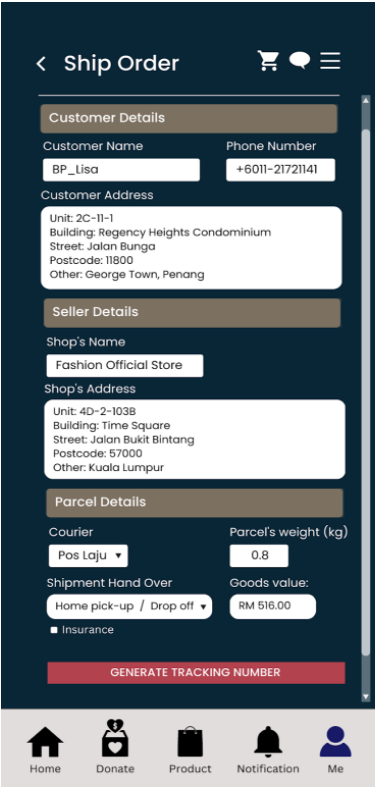 Ship Order
Customer Details
Customer Name
Phone Number
BP_Lisa
+6011-21721141
Customer Address
Unit: 2C-11-1
Building: Regency Heights Condominium
Street: Jalan Bunga
Postcode: 11800
Other: George Town, Penang
Seller Details
Shop's Name
Fashion Official Store
Shop's Address
Unit: 4D-2-103B
Building: Time Square
Street: Jalan Bukit Bintang
Postcode: 57000
Other: Kuala Lumpur
Parcel Details
Courier
Parcel's weight (kg)
Pos Laju
0.8
Shipment Hand Over
Goods value:
Home pick-up / Drop off
RM 516.00
Insurance
GENERATE TRACKING NUMBER
Home
Donate
Product
Notification
Me